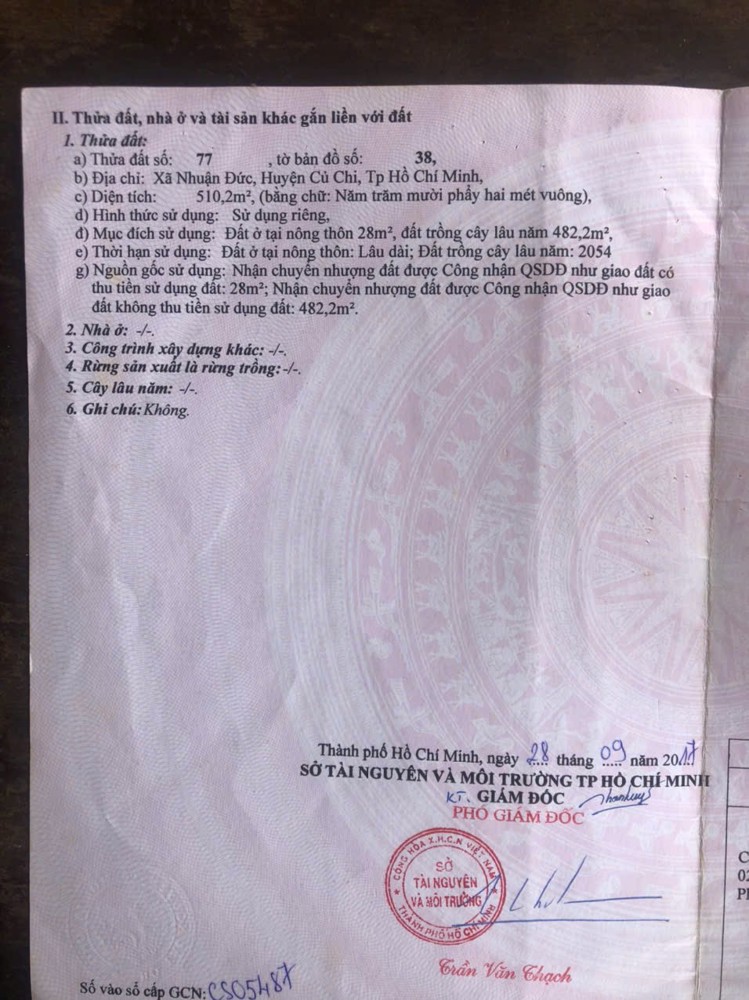 II. Thửa đất, nhà ở và tài sản khác gắn liền với đất
1. Thửa đất:
a) Thửa đất số: 77 , tờ bản đồ số: 38,
b) Địa chỉ: Xã Nhuận Đức, Huyện Củ Chi, Tp Hồ Chí Minh,
c) Diện tích: 510,2m², (bằng chữ: Năm trăm mười phẩy hai mét vuông),
d) Hình thức sử dụng: Sử dụng riêng,
đ) Mục đích sử dụng: Đất ở tại nông thôn 28m², đất trồng cây lâu năm 482,2m²,
e) Thời hạn sử dụng: Đất ở tại nông thôn: Lâu dài; Đất trồng cây lâu năm: 2054
g) Nguồn gốc sử dụng: Nhận chuyển nhượng đất được Công nhận QSDĐ như giao đất có
thu tiền sử dụng đất: 28m²; Nhận chuyển nhượng đất được Công nhận QSDĐ như giao
đất không thu tiền sử dụng đất: 482,2m².
2. Nhà ở: -/-.
3. Công trình xây dựng khác: -/-.
4. Rừng sản xuất là rừng trồng: -/-.
5. Cây lâu năm: -/-.
6. Ghi chú: Không.
Thành phố Hồ Chí Minh, ngày 28 tháng 09 năm 2017
SỞ TÀI NGUYÊN VÀ MÔI TRƯỜNG TP HỒ CHÍ MINH
KT. GIÁM ĐỐC
PHÓ GIÁM ĐỐC
CỘNG HÒA X.H.C.N VIỆT NAM
SỞ
TÀI NGUYÊN
VÀ MÔI TRƯỜNG
THÀNH PHỐ HỒ CHÍ MINH
Trần Văn Thạch
Số vào sổ cấp GCN: CS05487
C
02